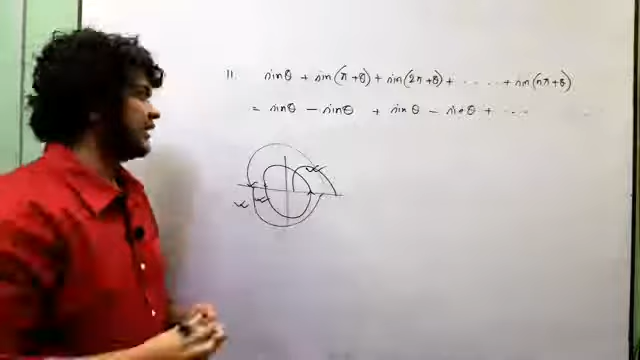 11. sinθ + sin(π+θ) + sin(2π+θ) + ..... + sin(nπ+θ)
= sinθ − sinθ + sinθ − sinθ + ...